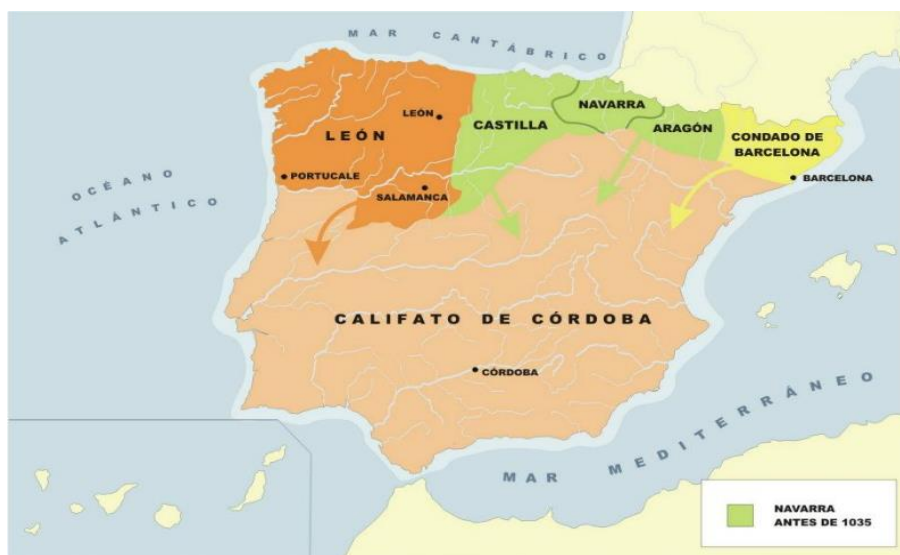 MAR CANTÁBRICO
LEÓN
NAVARRA
CASTILLA
LEÓN
ARAGÓN
CONDADO DE
BARCELONA
PORTUCALE
BARCELONA
SALAMANCA
OCÉANO
ATLÁNTICO
CALIFATO DE CÓRDOBA
CÓRDOBA
MAR MEDITERRÁNEO
NAVARRA
ANTES DE 1035